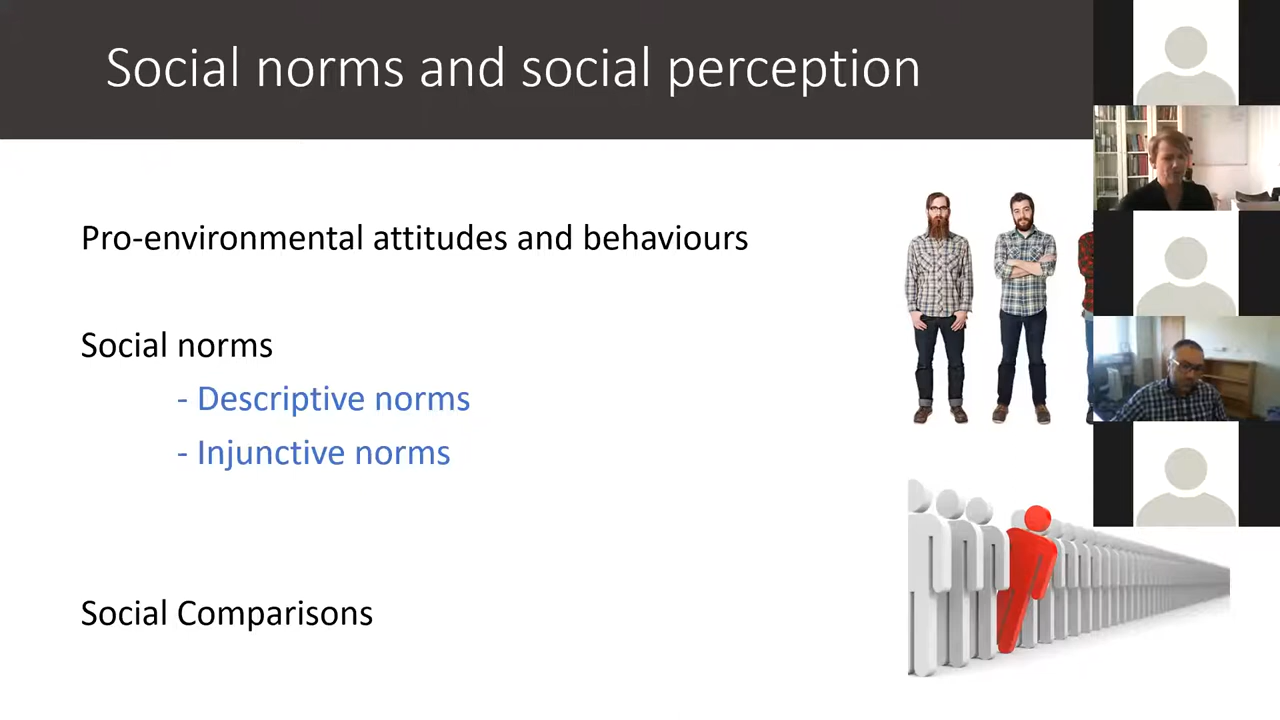 Social norms and social perception
Pro-environmental attitudes and behaviours
Social norms
- Descriptive norms
- Injunctive norms
Social Comparisons